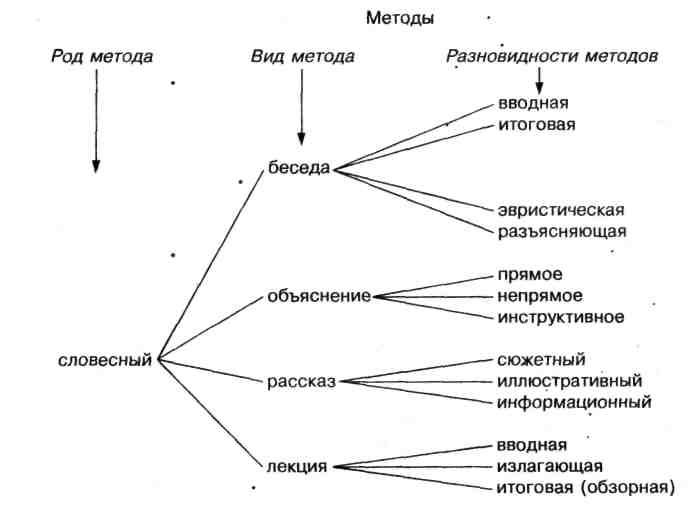 Методы
Род метода Вид метода Разновидности методов
вводная
итоговая
беседа
эвристическая
разъясняющая
прямое
объяснение непрямое
инструктивное
словесный сюжетный
рассказ иллюстративный
информационный
вводная
лекция излагающая
итоговая (обзорная)